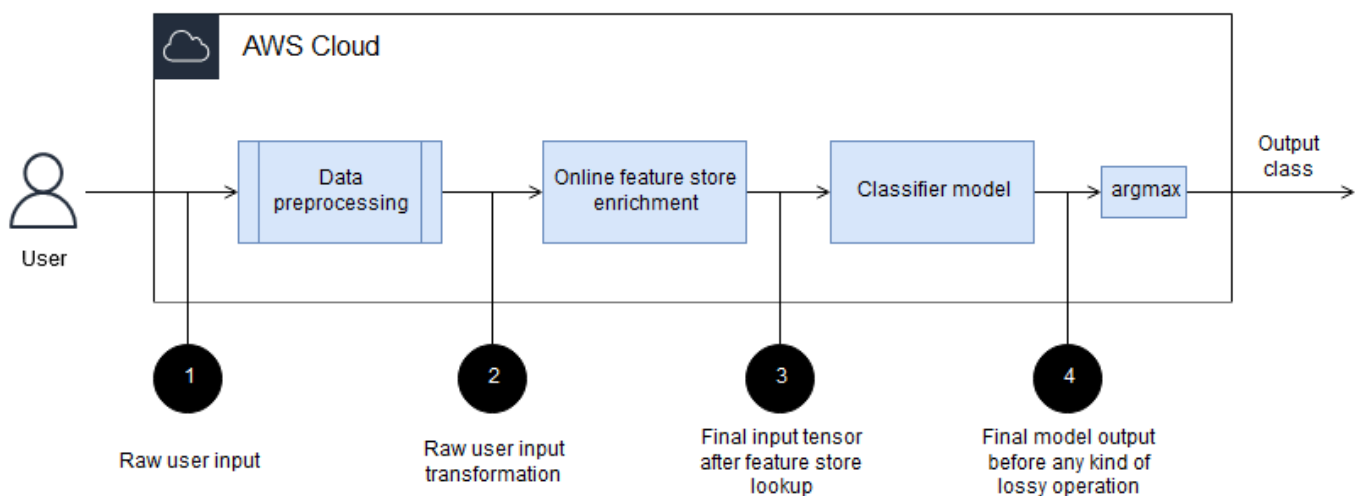 AWS Cloud
User
Data
preprocessing
Online feature store
enrichment
Classifier model
argmax
Output
class
1
2
3
4
Raw user input
Raw user input
transformation
Final input tensor
after feature store
lookup
Final model output
before any kind of
lossy operation